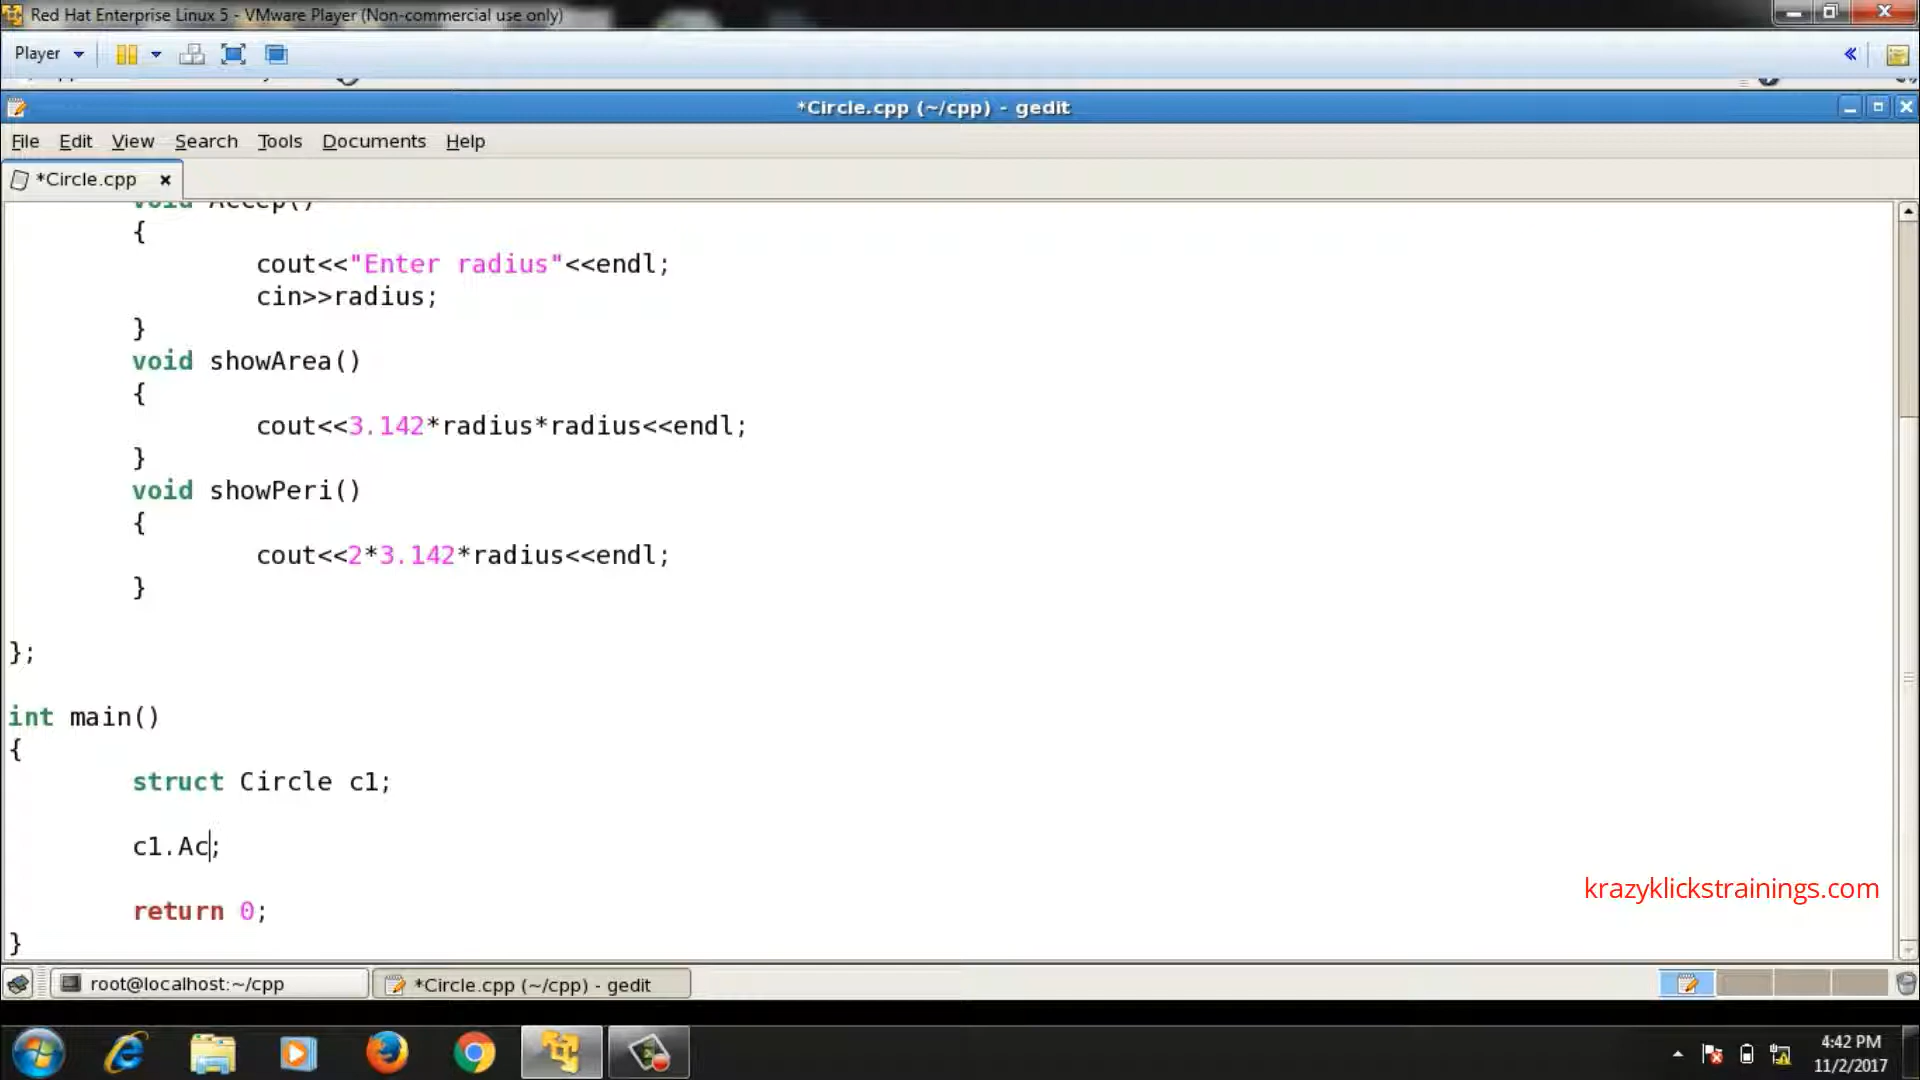 Red Hat Enterprise Linux 5 - VMware Player (Non-commercial use only)
Player
*Circle.cpp (~/cpp) - gedit
File Edit View Search Tools Documents Help
*Circle.cpp
void Accep()
{
cout<<"Enter radius"<<endl;
cin>>radius;
}
void showArea()
{
cout<<3.142*radius*radius<<endl;
}
void showPeri()
{
cout<<2*3.142*radius<<endl;
}
};
int main()
{
struct Circle c1;
c1.Ac;
krazyklickstrainings.com
return 0;
}
root@localhost:~/cpp
*Circle.cpp (~/cpp) - gedit
4:42 PM
11/2/2017